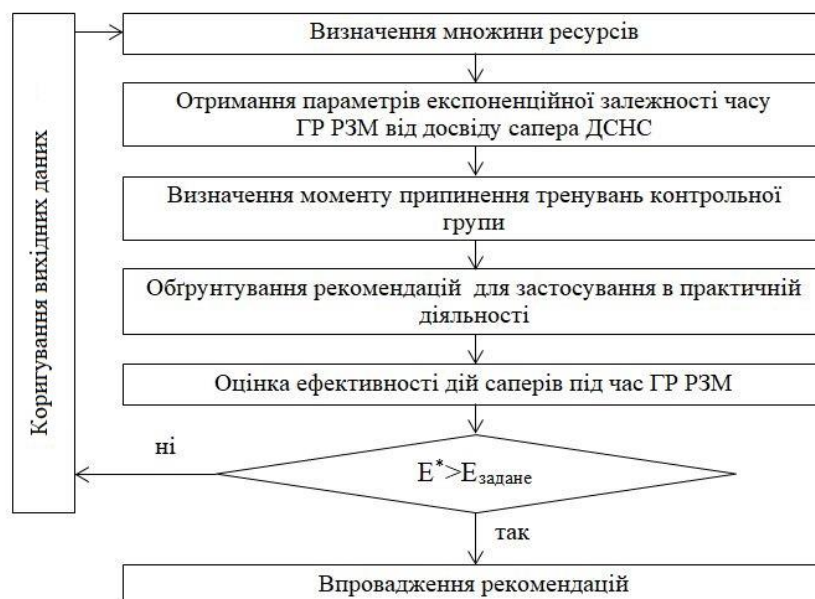 Коригування вихідних даних
Визначення множини ресурсів
Отримання параметрів експоненційної залежності часу
ГР РЗМ від досвіду сапера ДСНС
Визначення моменту припинення тренувань контрольної
групи
Обґрунтування рекомендацій для застосування в практичній
діяльності
Оцінка ефективності дій саперів під час ГР РЗМ
ні
E*>Eзадане
так
Впровадження рекомендацій